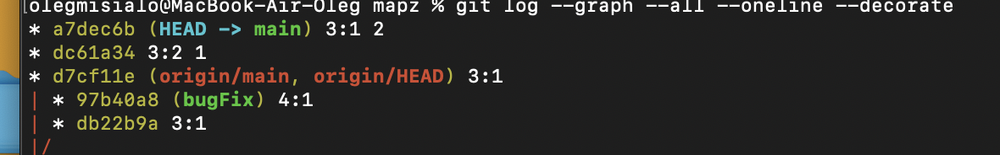 olegmisialo@MacBook-Air-Oleg mapz % git log --graph --all --oneline --decorate
* a7dec6b (HEAD -> main) 3:1 2
* dc61a34 3:2 1
* d7cf11e (origin/main, origin/HEAD) 3:1
| * 97b40a8 (bugFix) 4:1
| * db22b9a 3:1
|/